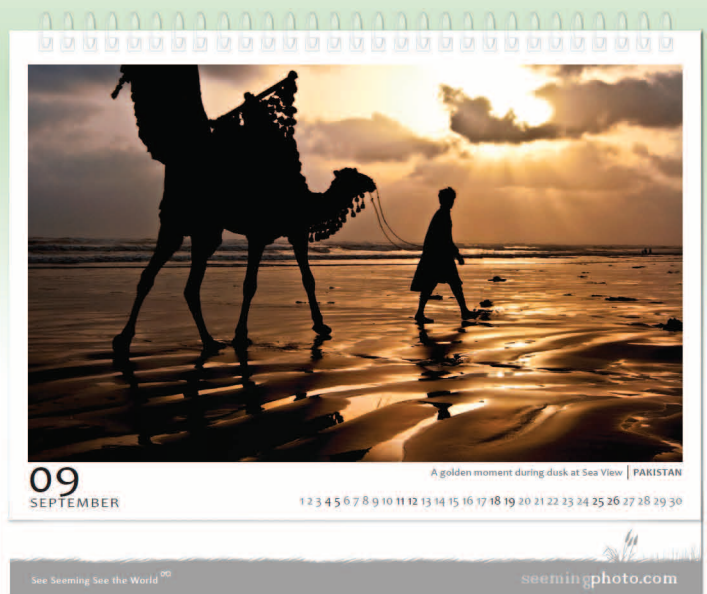 A golden moment during dusk at Sea View | PAKISTAN
09
SEPTEMBER
1 2 3 4 5 6 7 8 9 10 11 12 13 14 15 16 17 18 19 20 21 22 23 24 25 26 27 28 29 30
See Seeming See the World
seemingphoto.com